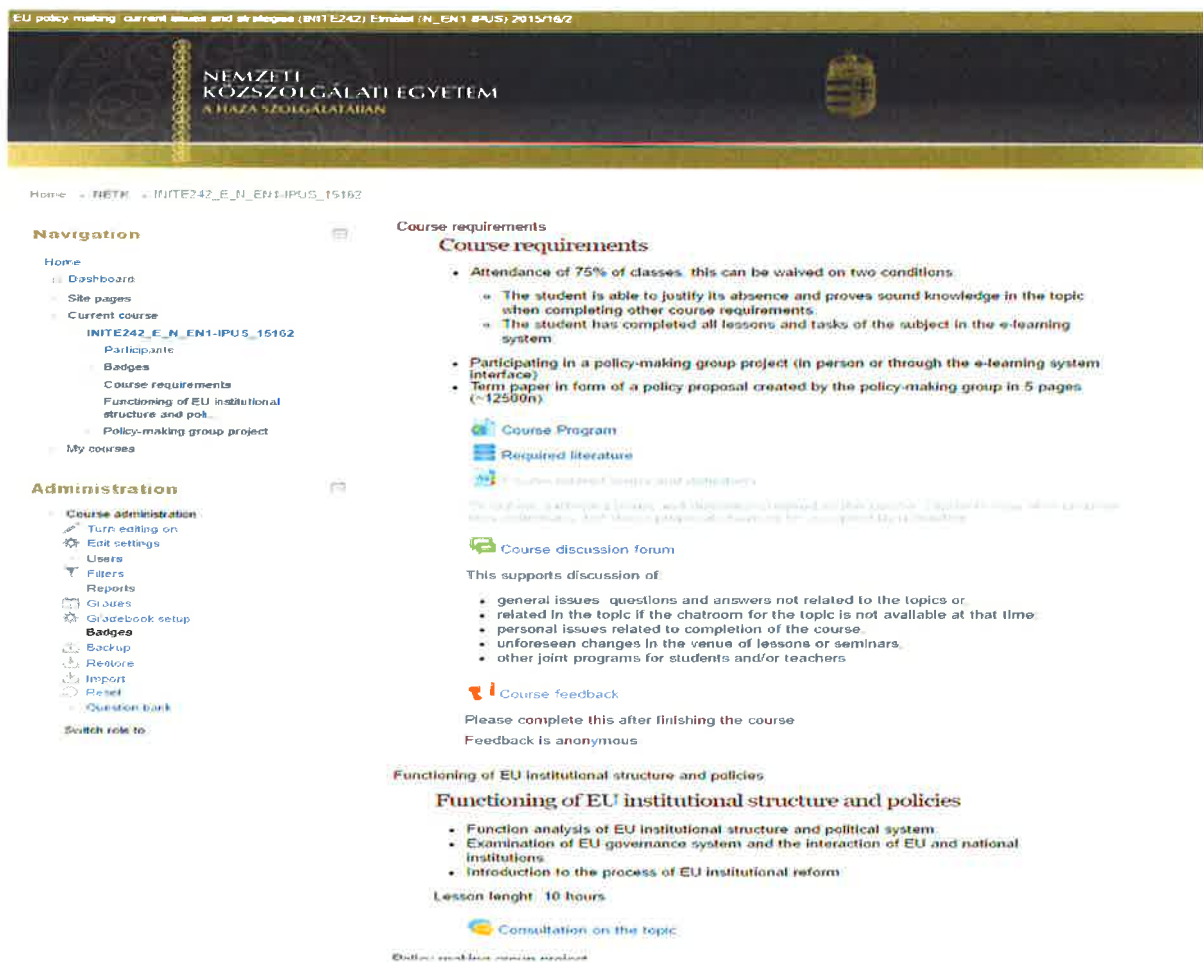 EU policy making current issues and strategies (INITE242) Elmélet (N_EN1-IPUS) 2015/16/2
NEMZETI
KÖZSZOLGÁLATI EGYETEM
A HAZA SZOLGÁLATÁBAN
Home NETK INITE242_E_N_EN1-IPUS_15162
Navigation
Home
Dashboard
Site pages
Current course
INITE242_E_N_EN1-IPUS_15162
Participants
Badges
Course requirements
Functioning of EU institutional
structure and poli...
Policy-making group project
My courses
Administration
Course administration
Turn editing on
Edit settings
Users
Filters
Reports
Grades
Gradebook setup
Badges
Backup
Restore
Import
Reset
Question bank
Switch role to
Course requirements
Course requirements
Attendance of 75% of classes, this can be waived on two conditions
The student is able to justify its absence and proves sound knowledge in the topic
when completing other course requirements
The student has completed all lessons and tasks of the subject in the e-learning
system
Participating in a policy-making group project (in person or through the e-learning system
interface)
Term paper in form of a policy proposal created by the policy-making group in 5 pages
(~12500n)
Course Program
Required literature
Course discussion forum
This supports discussion of:
general issues, questions and answers not related to the topics or
related in the topic if the chatroom for the topic is not available at that time
personal issues related to completion of the course
unforeseen changes in the venue of lessons or seminars
other joint programs for students and/or teachers
Course feedback
Please complete this after finishing the course
Feedback is anonymous
Functioning of EU institutional structure and policies
Functioning of EU institutional structure and policies
Function analysis of EU institutional structure and political system
Examination of EU governance system and the interaction of EU and national
institutions
Introduction to the process of EU institutional reform
Lesson lenght: 10 hours
Consultation on the topic
Policy-making group project